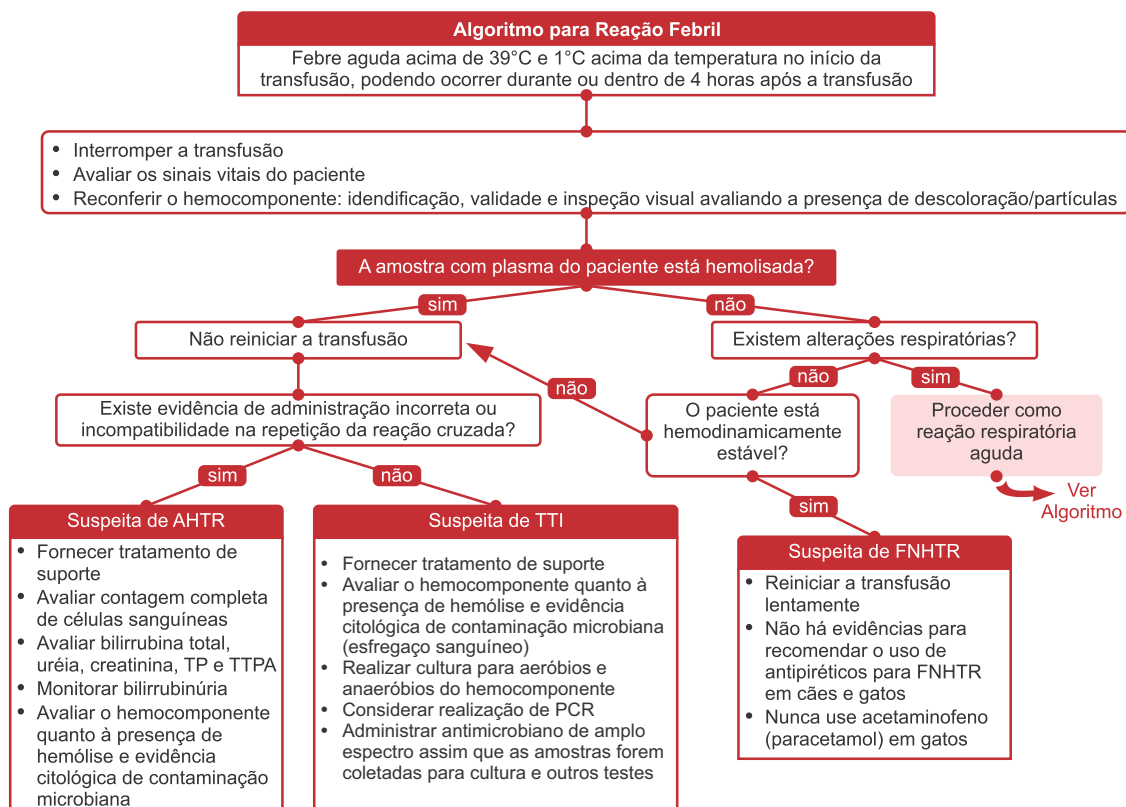 Algoritmo para Reação Febril
Febre aguda acima de 39°C e 1°C acima da temperatura no início da
transfusão, podendo ocorrer durante ou dentro de 4 horas após a transfusão
• Interromper a transfusão
• Avaliar os sinais vitais do paciente
• Reconferir o hemocomponente: identificação, validade e inspeção visual avaliando a presença de descoloração/partículas
A amostra com plasma do paciente está hemolisada?
sim
não
Não reiniciar a transfusão
Existem alterações respiratórias?
não
não
sim
Existe evidência de administração incorreta ou
incompatibilidade na repetição da reação cruzada?
O paciente está
hemodinamicamente
estável?
Proceder como
reação respiratória
aguda
Ver
Algoritmo
sim
não
sim
Suspeita de AHTR
• Fornecer tratamento de
suporte
• Avaliar contagem completa
de células sanguíneas
• Avaliar bilirrubina total,
uréia, creatinina, TP e TTPA
• Monitorar bilirrubinúria
• Avaliar o hemocomponente
quanto à presença de
hemólise e evidência
citológica de contaminação
microbiana
Suspeita de TTI
• Fornecer tratamento de suporte
• Avaliar o hemocomponente quanto à
presença de hemólise e evidência
citológica de contaminação microbiana
(esfregaço sanguíneo)
• Realizar cultura para aeróbios e
anaeróbios do hemocomponente
• Considerar realização de PCR
• Administrar antimicrobiano de amplo
espectro assim que as amostras forem
coletadas para cultura e outros testes
Suspeita de FNHTR
• Reiniciar a transfusão
lentamente
• Não há evidências para
recomendar o uso de
antipiréticos para FNHTR
em cães e gatos
• Nunca use acetaminofeno
(paracetamol) em gatos